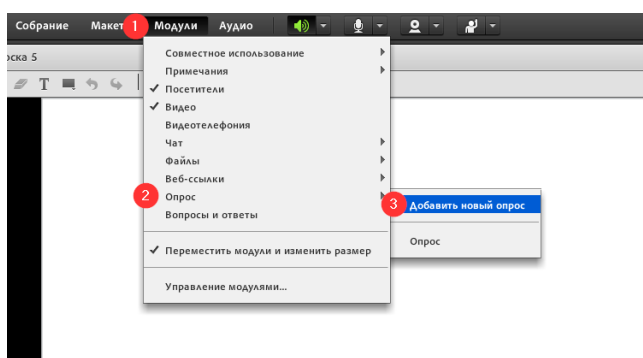 Собрание Макет 1 Модули Аудио
оска 5
T
Совместное использование
Примечания
Посетители
Видео
Видеотелефония
Чат
Файлы
Веб-ссылки
2 Опрос
3 Добавить новый опрос
Вопросы и ответы
Опрос
Переместить модули и изменить размер
Управление модулями...